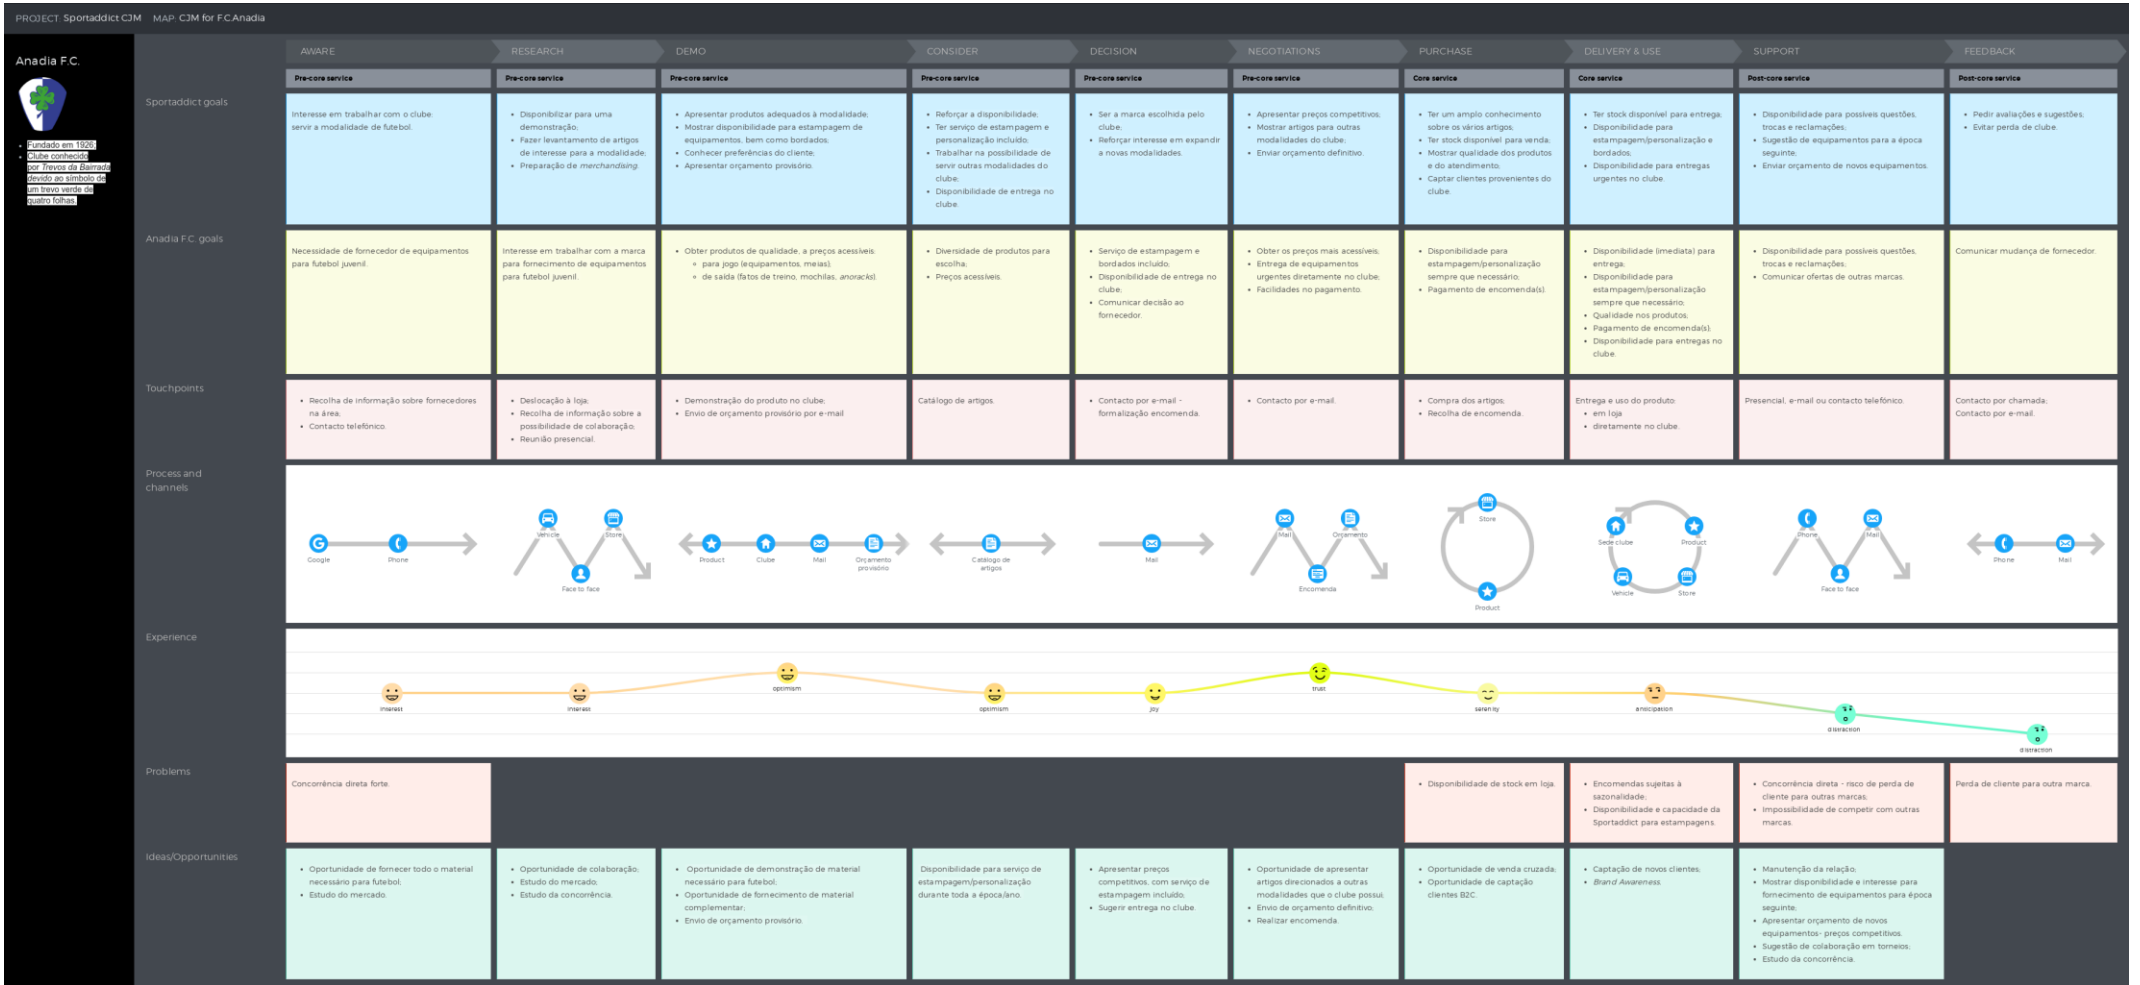 PROJECT: Sportaddict CJM MAP: CJM for F.C.Anadia
Anadia F.C.
• Fundado em 1926;
• Clube conhecido
por Trevos da Bairrada
devido ao símbolo de
um trevo verde de
quatro folhas.
AWARE
RESEARCH
DEMO
CONSIDER
DECISION
NEGOTIATIONS
PURCHASE
DELIVERY & USE
SUPPORT
FEEDBACK
Pre-core service
Pre-core service
Pre-core service
Pre-core service
Pre-core service
Pre-core service
Core service
Core service
Post-core service
Post-core service
Sportaddict goals
Interesse em trabalhar com o clube.
servir a modalidade de futebol.
• Disponibilizar para uma
demonstração;
• Fazer levantamento de artigos
de interesse para a modalidade;
• Preparação de merchandising.
• Apresentar produtos adequados à modalidade;
• Mostrar disponibilidade para estampagem de
equipamentos, bem como bordados;
• Conhecer preferências do cliente;
• Apresentar orçamento provisório.
• Reforçar a disponibilidade;
• Ter serviço de estampagem e
personalização incluído;
• Trabalhar na possibilidade de
servir outras modalidades do
clube;
• Disponibilidade de entrega no
clube.
• Ser a marca escolhida pelo
clube;
• Reforçar interesse em expandir
a novas modalidades.
• Apresentar preços competitivos;
• Mostrar artigos para outras
modalidades do clube;
• Enviar orçamento definitivo.
• Ter um amplo conhecimento
sobre os vários artigos;
• Ter stock disponível para venda;
• Mostrar qualidade dos produtos
e do atendimento;
• Captar clientes provenientes do
clube.
• Ter stock disponível para entrega;
• Disponibilidade para
estampagem/personalização e
bordados;
• Disponibilidade para entregas
urgentes no clube.
• Disponibilidade para possíveis questões,
trocas e reclamações;
• Sugestão de equipamentos para a época
seguinte;
• Enviar orçamento de novos equipamentos.
• Pedir avaliações e sugestões;
• Evitar perda de clube.
Anadia F.C. goals
Necessidade de fornecedor de equipamentos
para futebol juvenil.
Interesse em trabalhar com a marca
para fornecimento de equipamentos
para futebol juvenil.
• Obter produtos de qualidade, a preços acessíveis:
◦ para jogo (equipamentos, meias);
◦ de saída (fatos de treino, mochilas, anoracks).
• Diversidade de produtos para
escolha;
• Preços acessíveis.
• Serviço de estampagem e
bordados incluído;
• Disponibilidade de entrega no
clube;
• Comunicar decisão ao
fornecedor.
• Obter os preços mais acessíveis;
• Entrega de equipamentos
urgentes diretamente no clube;
• Facilidades no pagamento.
• Disponibilidade para
estampagem/personalização
sempre que necessário;
• Pagamento de encomenda(s).
• Disponibilidade (imediata) para
entrega;
• Disponibilidade para
estampagem/personalização
sempre que necessário;
• Qualidade nos produtos;
• Pagamento de encomenda(s);
• Disponibilidade para entregas no
clube.
• Disponibilidade para possíveis questões,
trocas e reclamações;
• Comunicar ofertas de outras marcas.
Comunicar mudança de fornecedor.
Touchpoints
• Recolha de informação sobre fornecedores
na área;
• Contacto telefónico.
• Deslocação à loja;
• Recolha de informação sobre a
possibilidade de colaboração;
• Reunião presencial.
• Demonstração do produto no clube;
• Envio de orçamento provisório por e-mail
Catálogo de artigos.
• Contacto por e-mail -
formalização encomenda.
• Contacto por e-mail.
• Compra dos artigos;
• Recolha de encomenda.
Entrega e uso do produto:
• em loja
• diretamente no clube.
Presencial, e-mail ou contacto telefónico.
Contacto por chamada;
Contacto por e-mail.
Process and
channels
Google
Phone
Vehicle
Store
Face to face
Product
Clube
Mail
Orçamento
provisório
Catálogo de
artigos
Mail
Mail
Orçamento
Encomenda
Store
Product
Sede clube
Product
Vehicle
Store
Phone
Mail
Face to face
Phone
Mail
Experience
interest
interest
optimism
optimism
joy
trust
serenity
anticipation
distraction
distraction
Problems
Concorrência direta forte.
• Disponibilidade de stock em loja.
• Encomendas sujeitas à
sazonalidade;
• Disponibilidade e capacidade da
Sportaddict para estampagens.
• Concorrência direta - risco de perda de
cliente para outras marcas;
• Impossibilidade de competir com outras
marcas.
Perda de cliente para outra marca.
Ideas/Opportunities
• Oportunidade de fornecer todo o material
necessário para futebol;
• Estudo do mercado.
• Oportunidade de colaboração;
• Estudo do mercado;
• Estudo da concorrência.
• Oportunidade de demonstração de material
necessário para futebol;
• Oportunidade de fornecimento de material
complementar;
• Envio de orçamento provisório.
Disponibilidade para serviço de
estampagem/personalização
durante toda a época/ano.
• Apresentar preços
competitivos, com serviço de
estampagem incluído;
• Sugerir entrega no clube.
• Oportunidade de apresentar
artigos direcionados a outras
modalidades que o clube possui;
• Envio de orçamento definitivo;
• Realizar encomenda.
• Oportunidade de venda cruzada;
• Oportunidade de captação
clientes B2C.
• Captação de novos clientes;
• Brand Awareness.
• Manutenção da relação;
• Mostrar disponibilidade e interesse para
fornecimento de equipamentos para época
seguinte;
• Apresentar orçamento de novos
equipamentos- preços competitivos.
• Sugestão de colaboração em torneios;
• Estudo da concorrência.